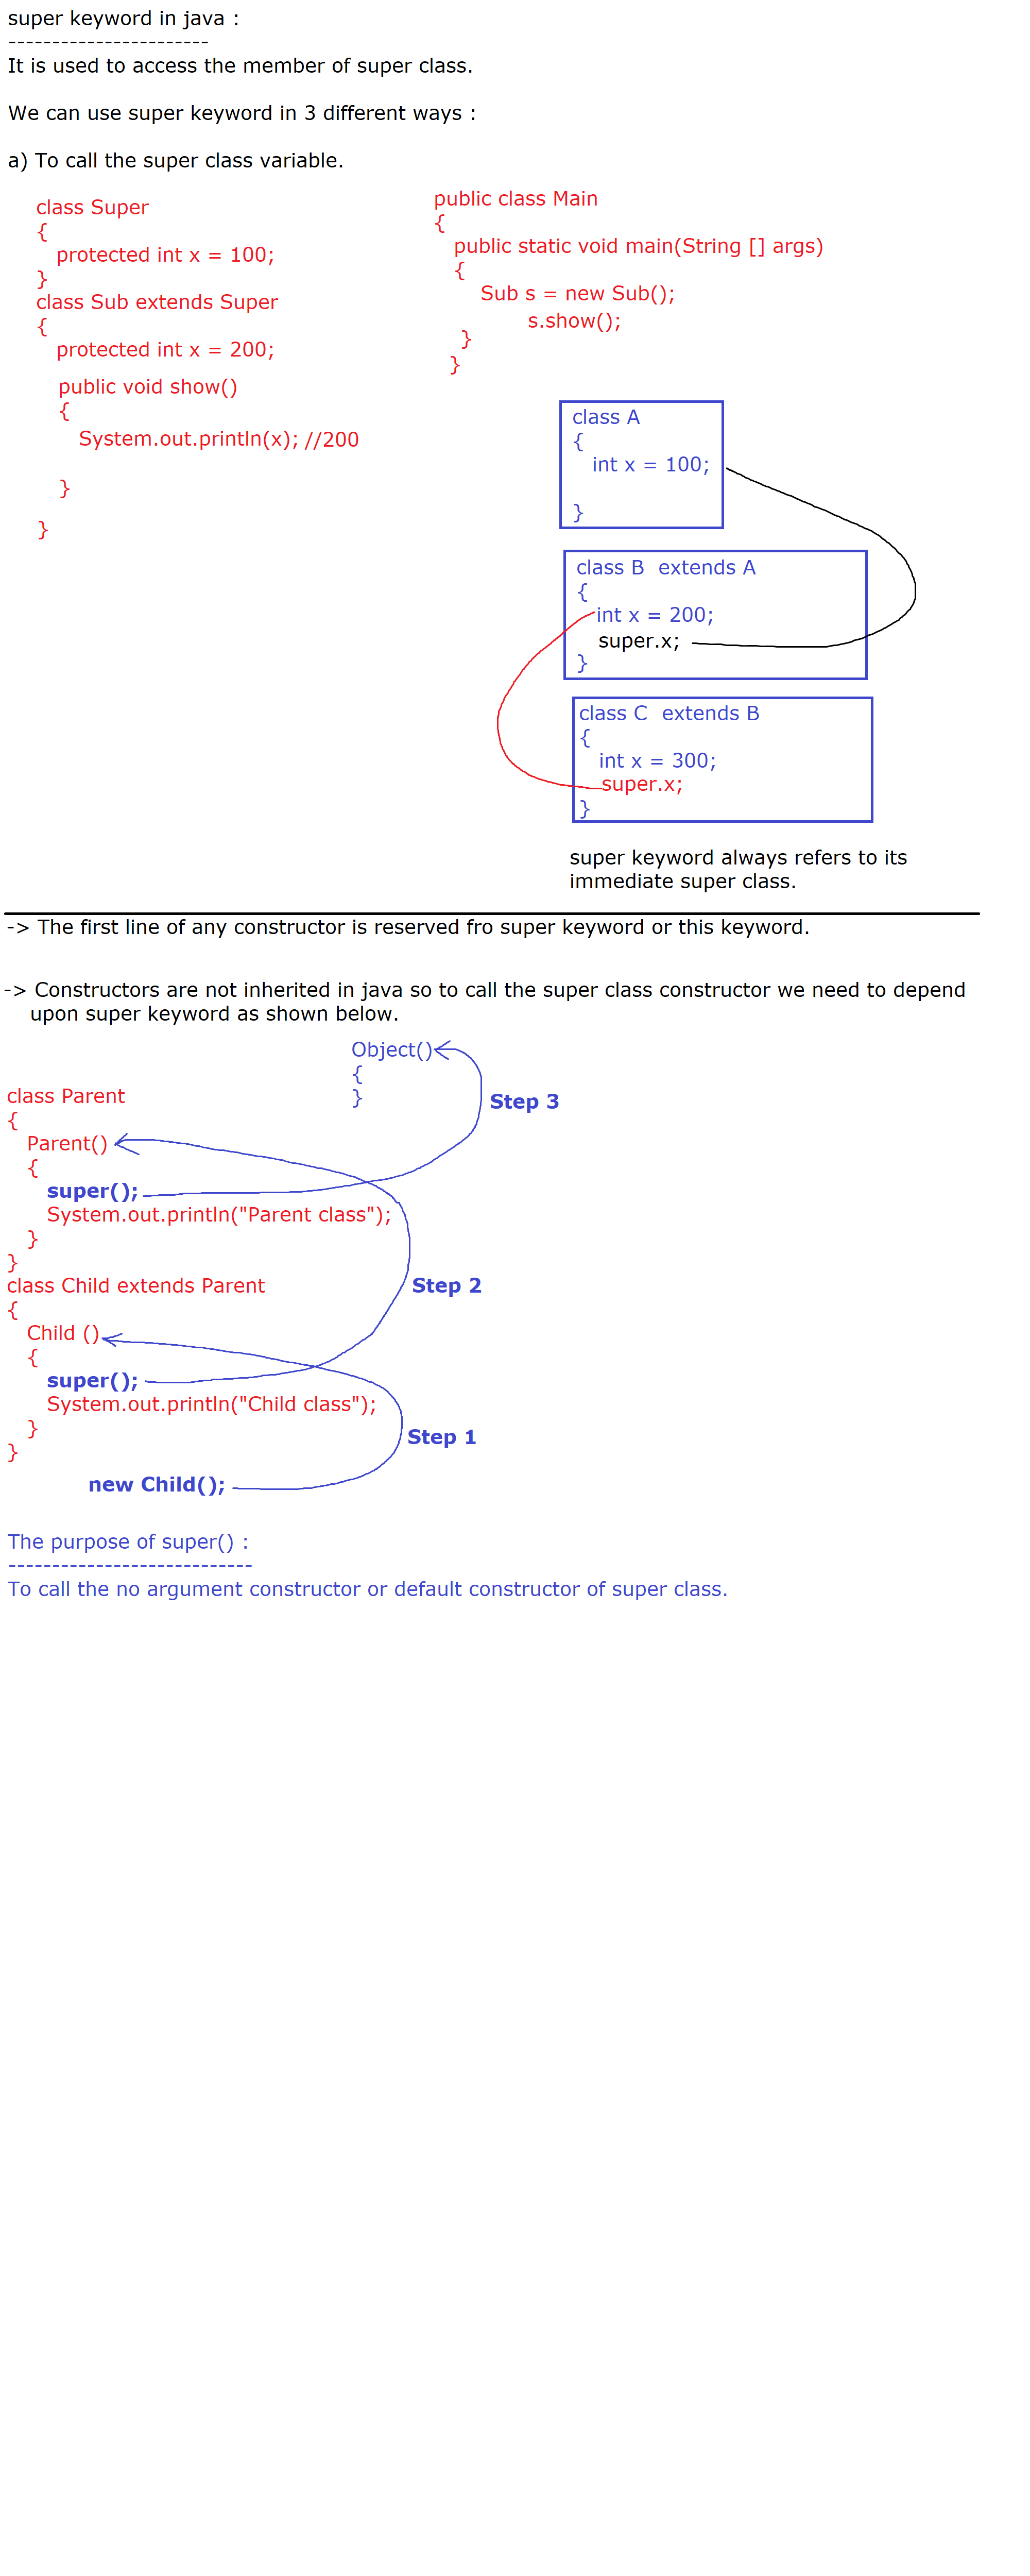 super keyword in java :
-----------------------
It is used to access the member of super class.
We can use super keyword in 3 different ways :
a) To call the super class variable.
class Super
{
protected int x = 100;
}
class Sub extends Super
{
protected int x = 200;
public void show()
{
System.out.println(x); //200
}
}
public class Main
{
public static void main(String [] args)
{
Sub s = new Sub();
s.show();
}
}
class A
{
int x = 100;
}
class B  extends A
{
int x = 200;
super.x;
}
class C  extends B
{
int x = 300;
super.x;
}
super keyword always refers to its
immediate super class.
-> The first line of any constructor is reserved fro super keyword or this keyword.
-> Constructors are not inherited in java so to call the super class constructor we need to depend
upon super keyword as shown below.
Object()
{
}
Step 3
class Parent
{
Parent()
{
super();
System.out.println("Parent class");
}
}
class Child extends Parent
Step 2
{
Child ()
{
super();
System.out.println("Child class");
}
}
Step 1
new Child();
The purpose of super() :
----------------------------
To call the no argument constructor or default constructor of super class.